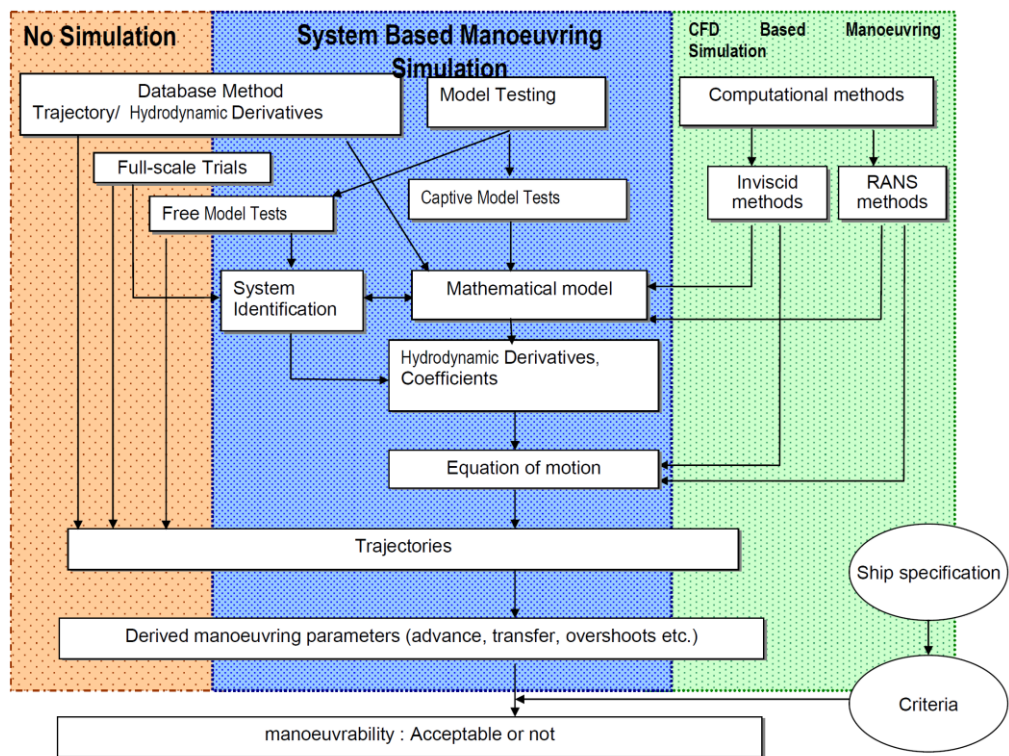 No Simulation
System Based Manoeuvring
Simulation
CFD Based Manoeuvring
Simulation
Database Method
Trajectory/ Hydrodynamic Derivatives
Model Testing
Computational methods
Full-scale Trials
Free Model Tests
Captive Model Tests
Inviscid
methods
RANS
methods
System
Identification
Mathematical model
Hydrodynamic Derivatives,
Coefficients
Equation of motion
Trajectories
Ship specification
Derived manoeuvring parameters (advance, transfer, overshoots etc.)
Criteria
manoeuvrability : Acceptable or not